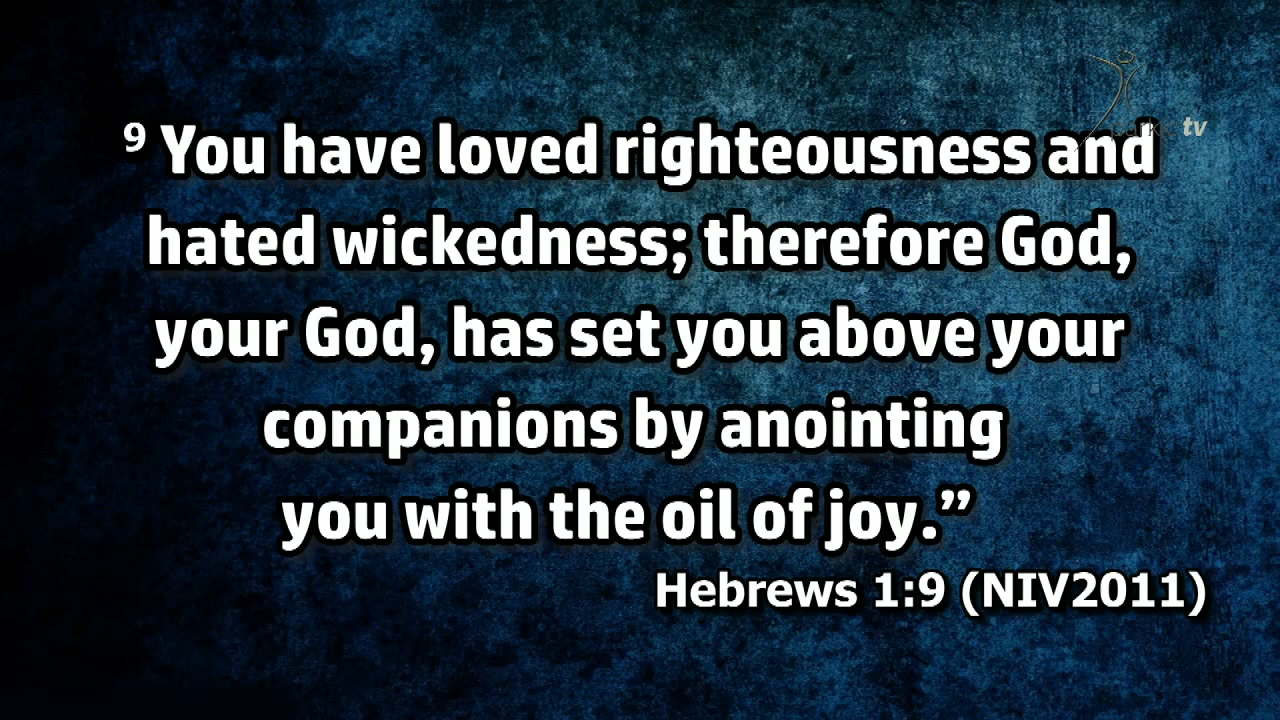 ⁹ You have loved righteousness and
hated wickedness; therefore God,
your God, has set you above your
companions by anointing
you with the oil of joy.”
Hebrews 1:9 (NIV2011)
tv